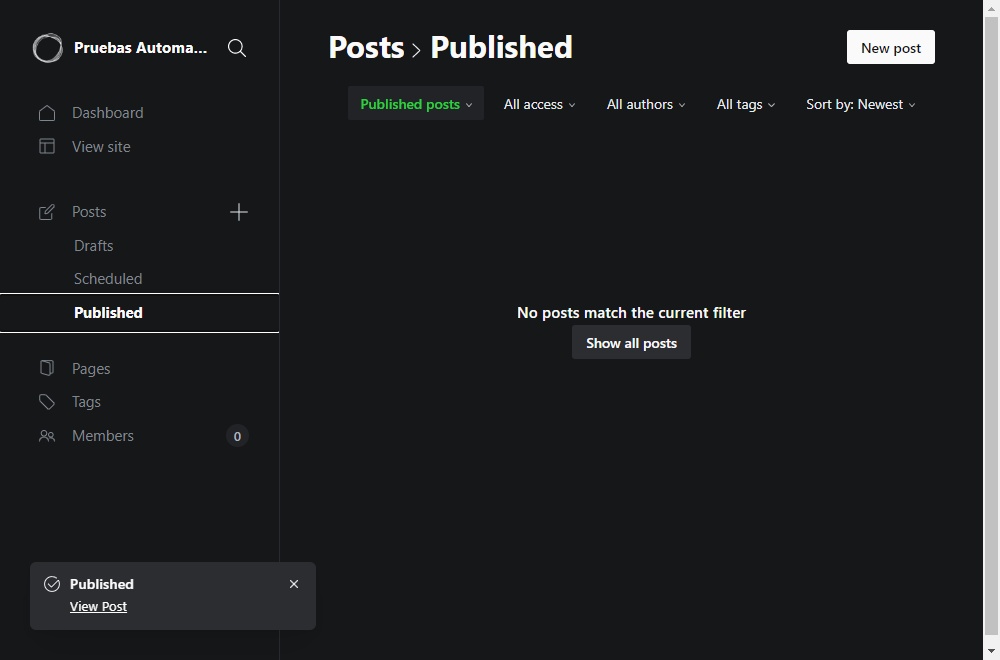 Pruebas Automa...
Dashboard
View site
Posts
Drafts
Scheduled
Published
Pages
Tags
Members
0
Published
View Post
Posts > Published
New post
Published posts
All access
All authors
All tags
Sort by: Newest
No posts match the current filter
Show all posts